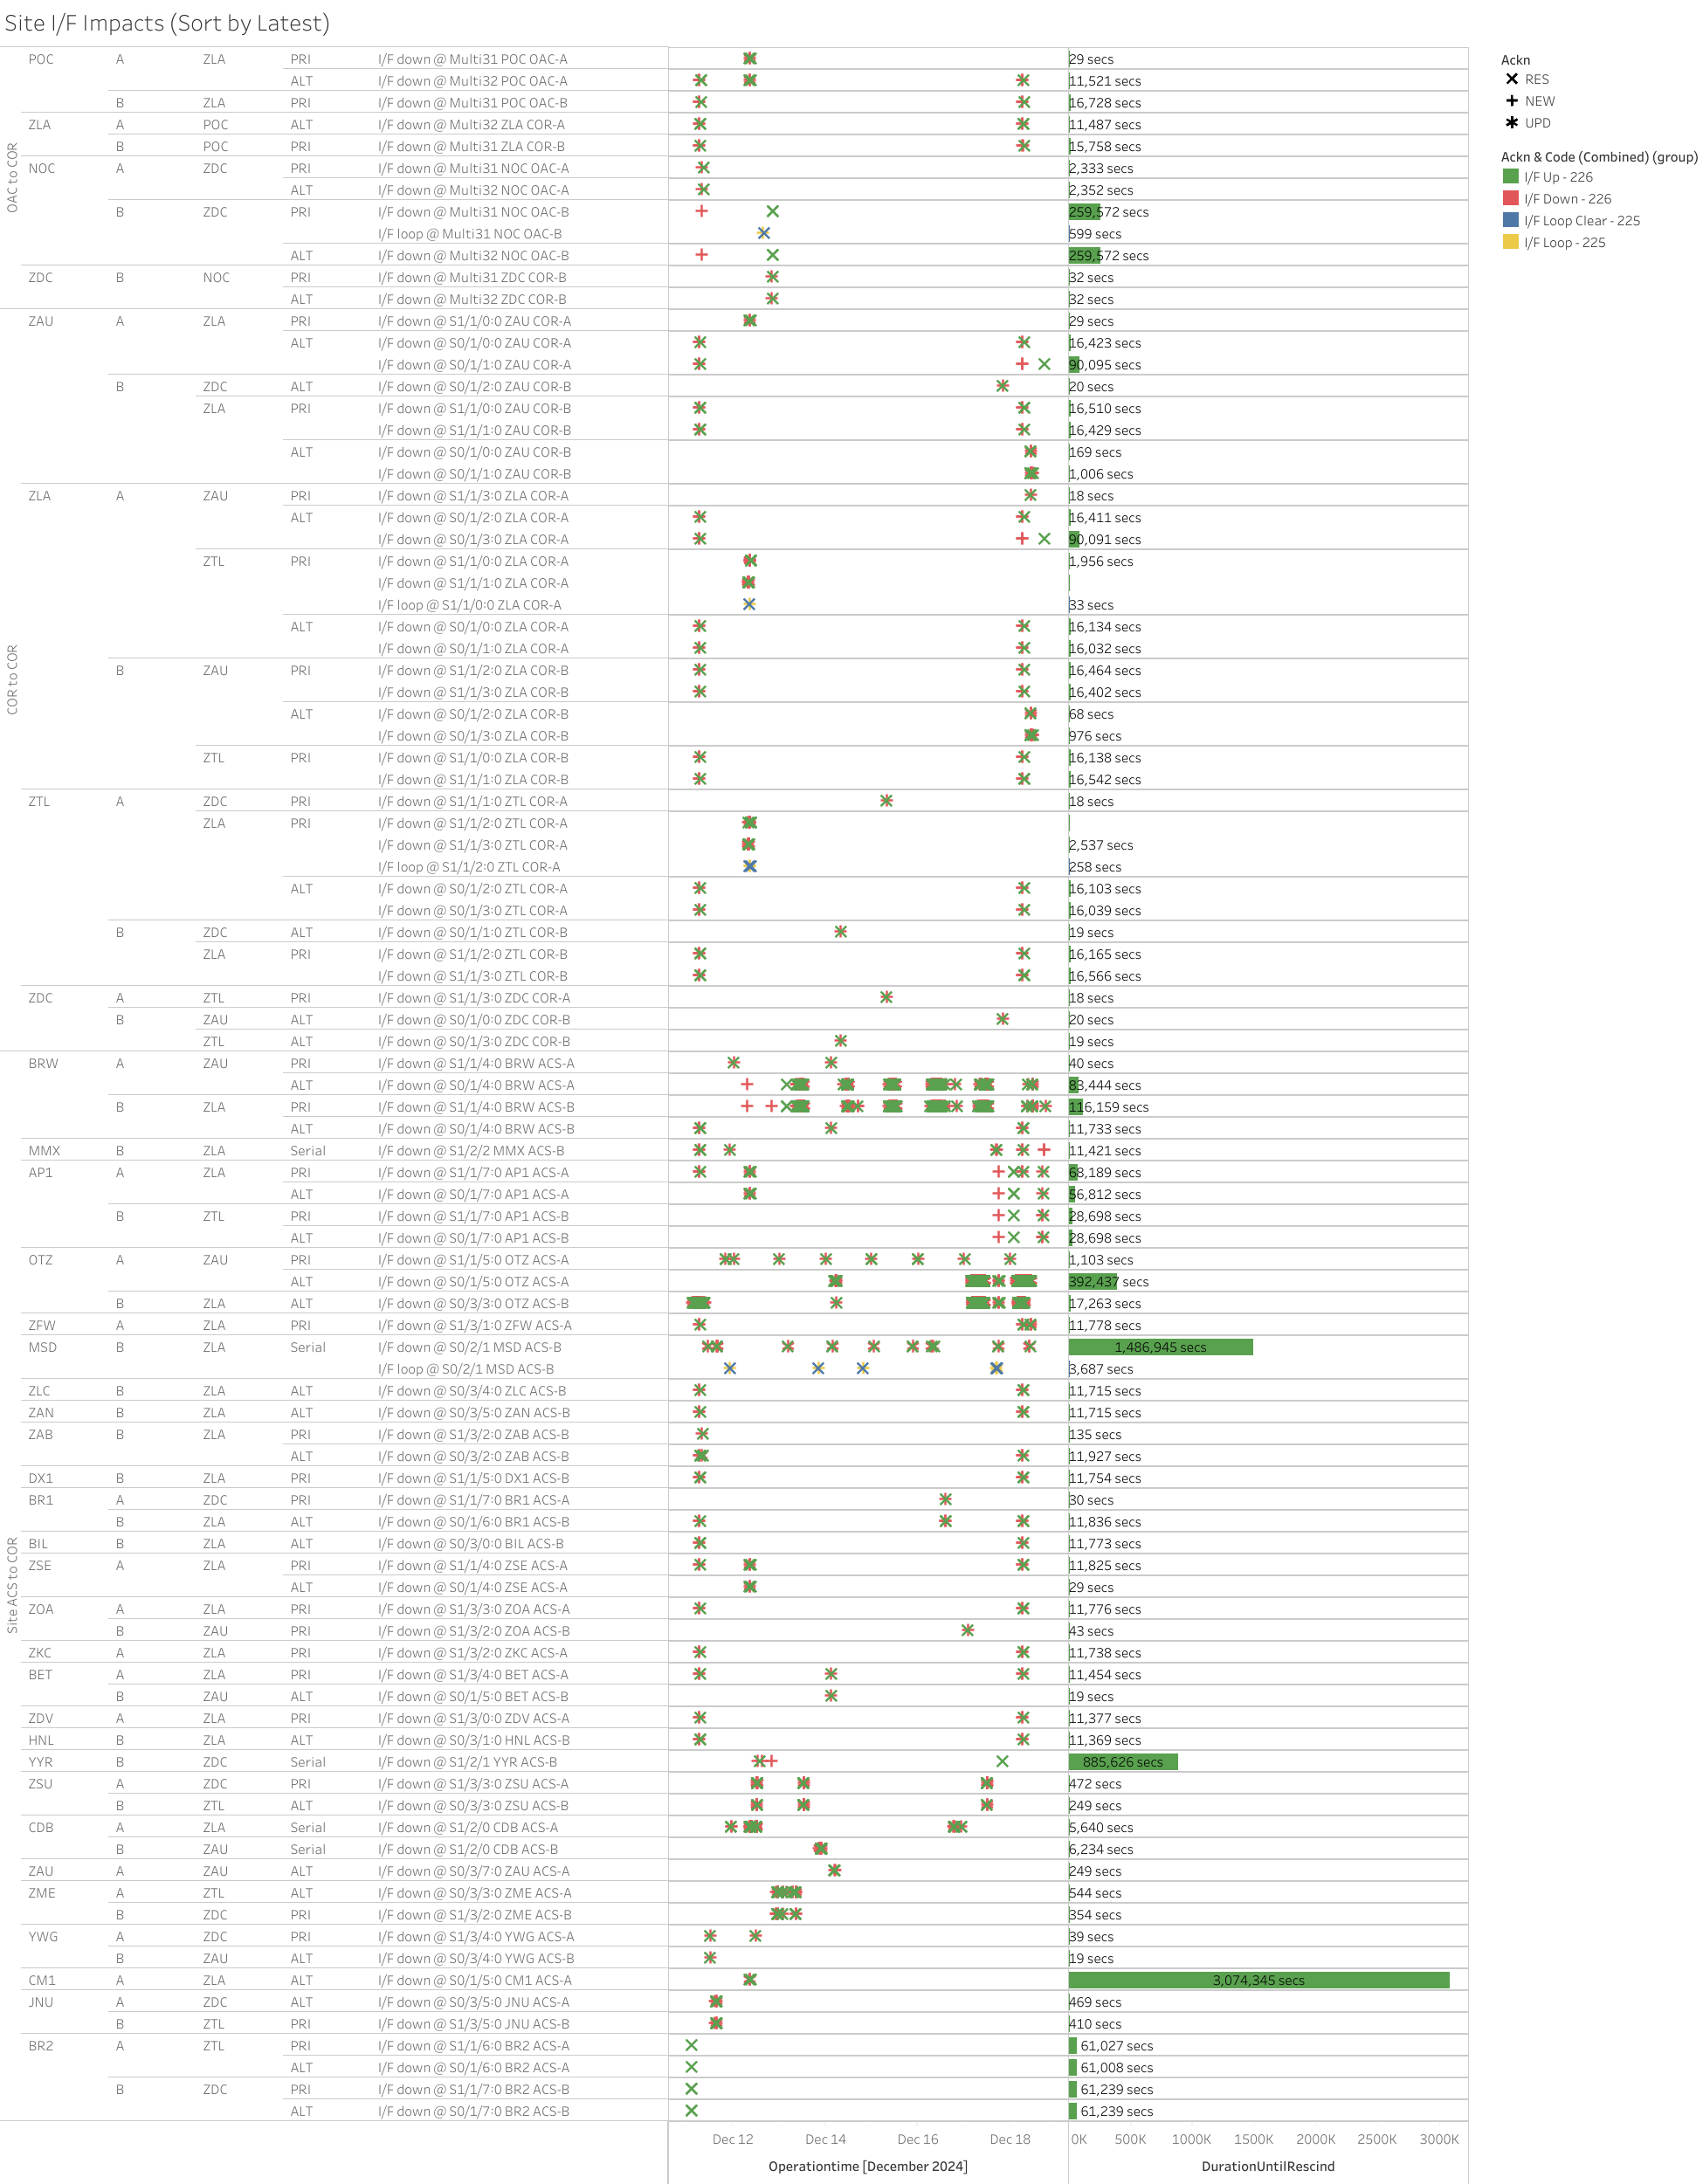 Site I/F Impacts (Sort by Latest)
Ackn
RES
NEW
UPD
Ackn & Code (Combined) (group)
I/F Up - 226
I/F Down - 226
I/F Loop Clear - 225
I/F Loop - 225
OAC to COR
POC A ZLA PRI I/F down @ Multi31 POC OAC-A 29 secs
ALT I/F down @ Multi32 POC OAC-A 11,521 secs
B ZLA PRI I/F down @ Multi31 POC OAC-B 16,728 secs
ZLA A POC ALT I/F down @ Multi32 ZLA COR-A 11,487 secs
B POC PRI I/F down @ Multi31 ZLA COR-B 15,758 secs
NOC A ZDC PRI I/F down @ Multi31 NOC OAC-A 2,333 secs
ALT I/F down @ Multi32 NOC OAC-A 2,352 secs
B ZDC PRI I/F down @ Multi31 NOC OAC-B 259,572 secs
I/F loop @ Multi31 NOC OAC-B 599 secs
ALT I/F down @ Multi32 NOC OAC-B 259,572 secs
ZDC B NOC PRI I/F down @ Multi31 ZDC COR-B 32 secs
ALT I/F down @ Multi32 ZDC COR-B 32 secs
COR to COR
ZAU A ZLA PRI I/F down @ S1/1/0:0 ZAU COR-A 29 secs
ALT I/F down @ S0/1/0:0 ZAU COR-A 16,423 secs
I/F down @ S0/1/1:0 ZAU COR-A 90,095 secs
B ZDC ALT I/F down @ S0/1/2:0 ZAU COR-B 20 secs
ZLA PRI I/F down @ S1/1/0:0 ZAU COR-B 16,510 secs
I/F down @ S1/1/1:0 ZAU COR-B 16,429 secs
ALT I/F down @ S0/1/0:0 ZAU COR-B 169 secs
I/F down @ S0/1/1:0 ZAU COR-B 1,006 secs
ZLA A ZAU PRI I/F down @ S1/1/3:0 ZLA COR-A 18 secs
ALT I/F down @ S0/1/2:0 ZLA COR-A 16,411 secs
I/F down @ S0/1/3:0 ZLA COR-A 90,091 secs
ZTL PRI I/F down @ S1/1/0:0 ZLA COR-A 1,956 secs
I/F down @ S1/1/1:0 ZLA COR-A
I/F loop @ S1/1/0:0 ZLA COR-A 33 secs
ALT I/F down @ S0/1/0:0 ZLA COR-A 16,134 secs
I/F down @ S0/1/1:0 ZLA COR-A 16,032 secs
B ZAU PRI I/F down @ S1/1/2:0 ZLA COR-B 16,464 secs
I/F down @ S1/1/3:0 ZLA COR-B 16,402 secs
ALT I/F down @ S0/1/2:0 ZLA COR-B 68 secs
I/F down @ S0/1/3:0 ZLA COR-B 976 secs
ZTL PRI I/F down @ S1/1/0:0 ZLA COR-B 16,138 secs
I/F down @ S1/1/1:0 ZLA COR-B 16,542 secs
ZTL A ZDC PRI I/F down @ S1/1/1:0 ZTL COR-A 18 secs
ZLA PRI I/F down @ S1/1/2:0 ZTL COR-A
I/F down @ S1/1/3:0 ZTL COR-A 2,537 secs
I/F loop @ S1/1/2:0 ZTL COR-A 258 secs
ALT I/F down @ S0/1/2:0 ZTL COR-A 16,103 secs
I/F down @ S0/1/3:0 ZTL COR-A 16,039 secs
B ZDC ALT I/F down @ S0/1/1:0 ZTL COR-B 19 secs
ZLA PRI I/F down @ S1/1/2:0 ZTL COR-B 16,165 secs
I/F down @ S1/1/3:0 ZTL COR-B 16,566 secs
ZDC A ZTL PRI I/F down @ S1/1/3:0 ZDC COR-A 18 secs
B ZAU ALT I/F down @ S0/1/0:0 ZDC COR-B 20 secs
ZTL ALT I/F down @ S0/1/3:0 ZDC COR-B 19 secs
Site ACS to COR
BRW A ZAU PRI I/F down @ S1/1/4:0 BRW ACS-A 40 secs
ALT I/F down @ S0/1/4:0 BRW ACS-A 83,444 secs
B ZLA PRI I/F down @ S1/1/4:0 BRW ACS-B 116,159 secs
ALT I/F down @ S0/1/4:0 BRW ACS-B 11,733 secs
MMX B ZLA Serial I/F down @ S1/2/2 MMX ACS-B 11,421 secs
AP1 A ZLA PRI I/F down @ S1/1/7:0 AP1 ACS-A 68,189 secs
ALT I/F down @ S0/1/7:0 AP1 ACS-A 56,812 secs
B ZTL PRI I/F down @ S1/1/7:0 AP1 ACS-B 28,698 secs
ALT I/F down @ S0/1/7:0 AP1 ACS-B 28,698 secs
OTZ A ZAU PRI I/F down @ S1/1/5:0 OTZ ACS-A 1,103 secs
ALT I/F down @ S0/1/5:0 OTZ ACS-A 392,437 secs
B ZLA ALT I/F down @ S0/3/3:0 OTZ ACS-B 17,263 secs
ZFW A ZLA PRI I/F down @ S1/3/1:0 ZFW ACS-A 11,778 secs
MSD B ZLA Serial I/F down @ S0/2/1 MSD ACS-B 1,486,945 secs
I/F loop @ S0/2/1 MSD ACS-B 3,687 secs
ZLC B ZLA ALT I/F down @ S0/3/4:0 ZLC ACS-B 11,715 secs
ZAN B ZLA ALT I/F down @ S0/3/5:0 ZAN ACS-B 11,715 secs
ZAB B ZLA PRI I/F down @ S1/3/2:0 ZAB ACS-B 135 secs
ALT I/F down @ S0/3/2:0 ZAB ACS-B 11,927 secs
DX1 B ZLA PRI I/F down @ S1/1/5:0 DX1 ACS-B 11,754 secs
BR1 A ZDC PRI I/F down @ S1/1/7:0 BR1 ACS-A 30 secs
B ZLA ALT I/F down @ S0/1/6:0 BR1 ACS-B 11,836 secs
BIL B ZLA ALT I/F down @ S0/3/0:0 BIL ACS-B 11,773 secs
ZSE A ZLA PRI I/F down @ S1/1/4:0 ZSE ACS-A 11,825 secs
ALT I/F down @ S0/1/4:0 ZSE ACS-A 29 secs
ZOA A ZLA PRI I/F down @ S1/3/3:0 ZOA ACS-A 11,776 secs
B ZAU PRI I/F down @ S1/3/2:0 ZOA ACS-B 43 secs
ZKC A ZLA PRI I/F down @ S1/3/2:0 ZKC ACS-A 11,738 secs
BET A ZLA PRI I/F down @ S1/3/4:0 BET ACS-A 11,454 secs
B ZAU ALT I/F down @ S0/1/5:0 BET ACS-B 19 secs
ZDV A ZLA PRI I/F down @ S1/3/0:0 ZDV ACS-A 11,377 secs
HNL B ZLA ALT I/F down @ S0/3/1:0 HNL ACS-B 11,369 secs
YYR B ZDC Serial I/F down @ S1/2/1 YYR ACS-B 885,626 secs
ZSU A ZDC PRI I/F down @ S1/3/3:0 ZSU ACS-A 472 secs
B ZTL ALT I/F down @ S0/3/3:0 ZSU ACS-B 249 secs
CDB A ZLA Serial I/F down @ S1/2/0 CDB ACS-A 5,640 secs
B ZAU Serial I/F down @ S1/2/0 CDB ACS-B 6,234 secs
ZAU A ZAU ALT I/F down @ S0/3/7:0 ZAU ACS-A 249 secs
ZME A ZTL ALT I/F down @ S0/3/3:0 ZME ACS-A 544 secs
B ZDC PRI I/F down @ S1/3/2:0 ZME ACS-B 354 secs
YWG A ZDC PRI I/F down @ S1/3/4:0 YWG ACS-A 39 secs
B ZAU ALT I/F down @ S0/3/4:0 YWG ACS-B 19 secs
CM1 A ZLA ALT I/F down @ S0/1/5:0 CM1 ACS-A 3,074,345 secs
JNU A ZDC ALT I/F down @ S0/3/5:0 JNU ACS-A 469 secs
B ZTL PRI I/F down @ S1/3/5:0 JNU ACS-B 410 secs
BR2 A ZTL PRI I/F down @ S1/1/6:0 BR2 ACS-A 61,027 secs
ALT I/F down @ S0/1/6:0 BR2 ACS-A 61,008 secs
B ZDC PRI I/F down @ S1/1/7:0 BR2 ACS-B 61,239 secs
ALT I/F down @ S0/1/7:0 BR2 ACS-B 61,239 secs
Dec 12 Dec 14 Dec 16 Dec 18 0K 500K 1000K 1500K 2000K 2500K 3000K
Operationtime [December 2024] DurationUntilRescind